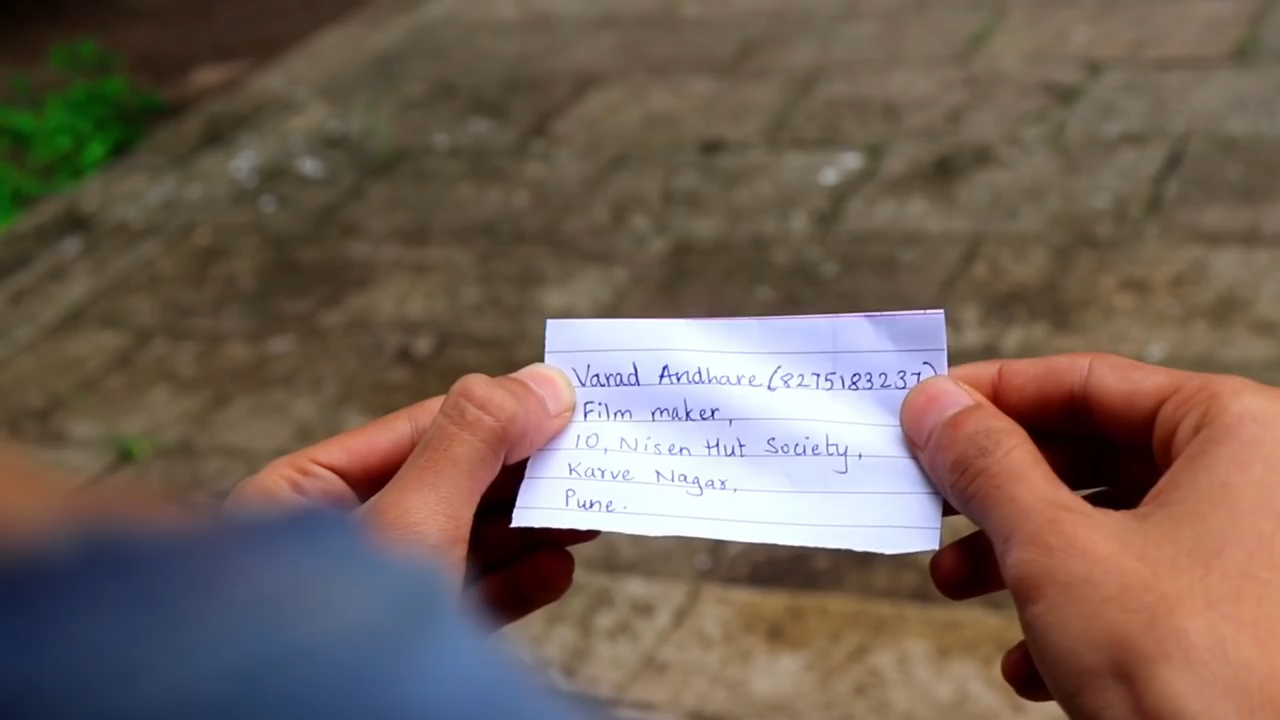 Varad Andhare (8275183237)
Film maker,
10, Nisen Hut Society,
Karve Nagar,
Pune.